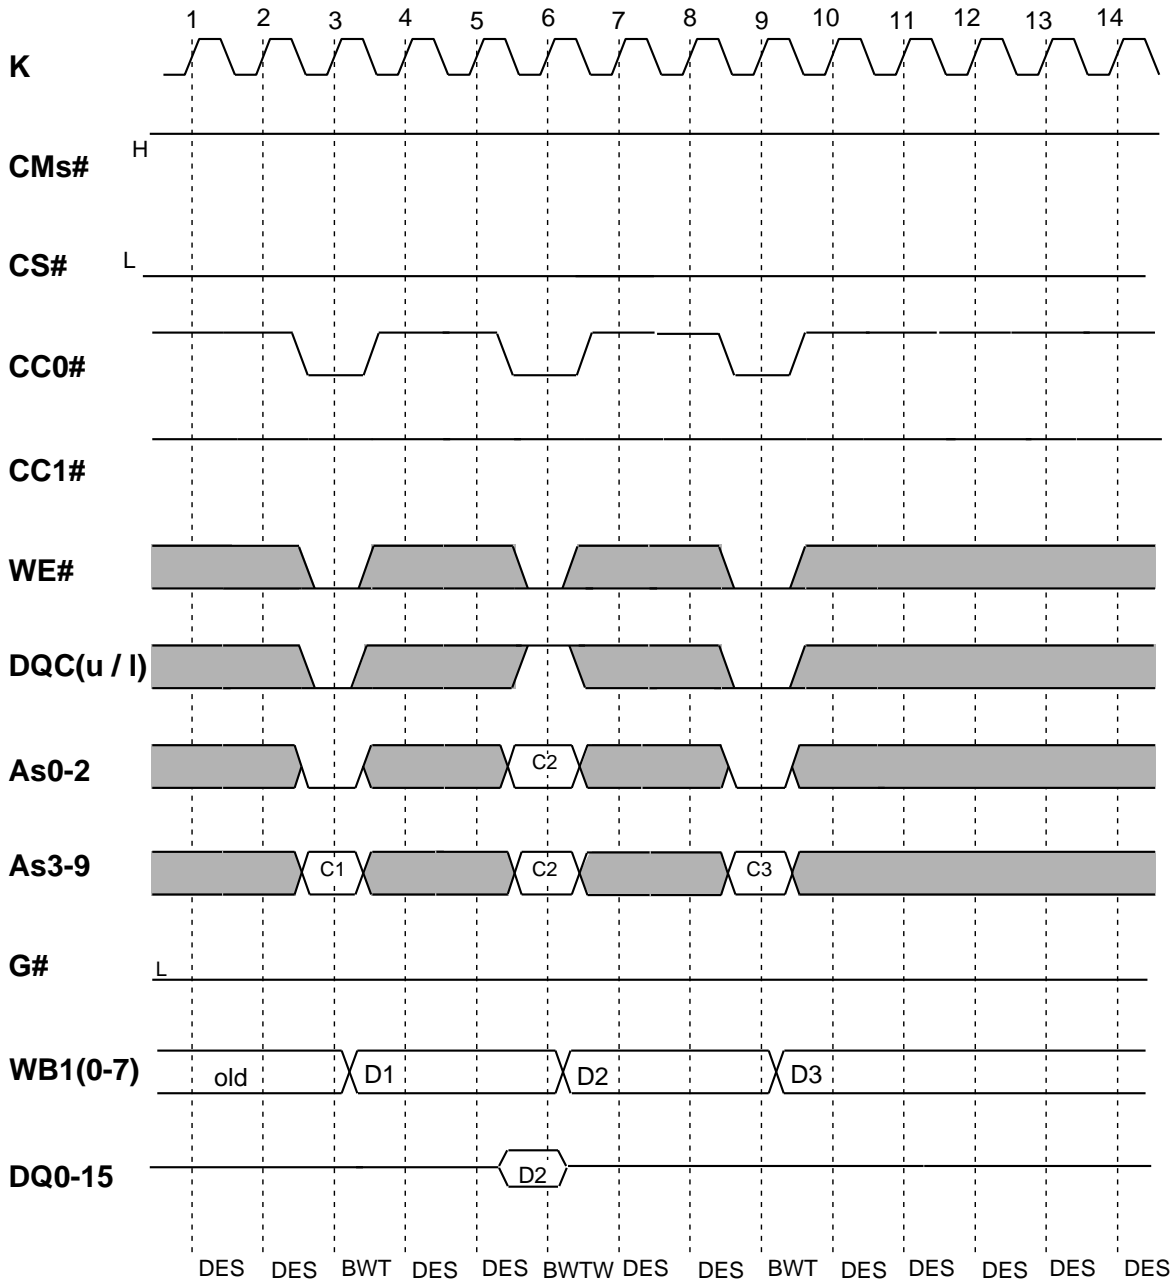 1 2 3 4 5 6 7 8 9 10 11 12 13 14
K
H
CMs#
CS# L
CC0#
CC1#
WE#
DQC(u / l)
As0-2 C2
As3-9 C1 C2 C3
G# L
WB1(0-7) old D1 D2 D3
DQ0-15 D2
DES DES BWT DES DES BWTW DES DES BWT DES DES DES DES DES